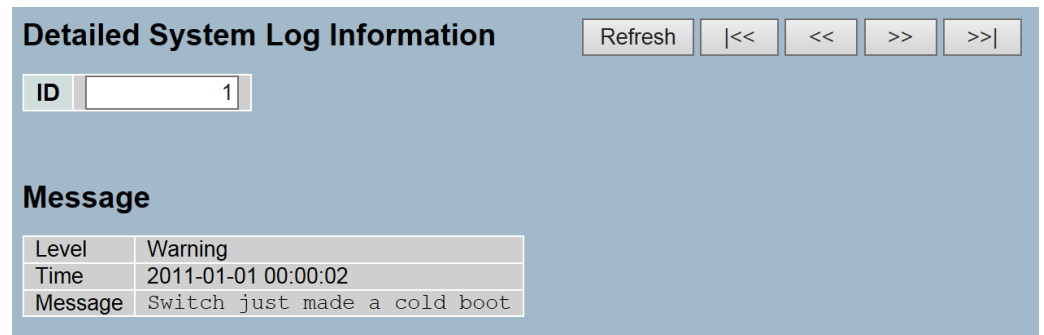 Detailed System Log Information
Refresh |<< << >> >>|
ID 1
Message
Level Warning
Time 2011-01-01 00:00:02
Message Switch just made a cold boot